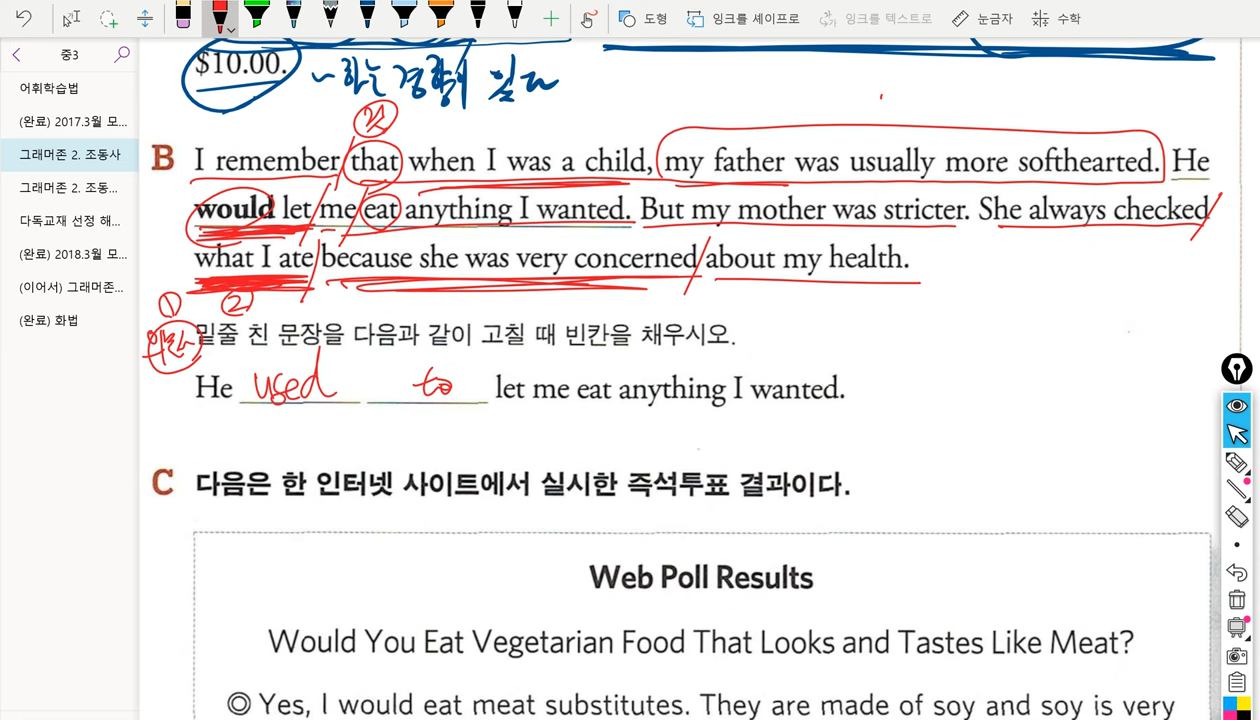 도형 잉크를 셰이프로 잉크를 텍스트로 눈금자 수학
중3
어휘학습법
(완료) 2017.3월 모...
그래머존 2. 조동사
그래머존 2. 조동...
다독교재 선정 해...
(완료) 2018.3월 모...
(이어서) 그래머존...
(완료) 화법
$10.00.
~하는 경향이 있다
것
B I remember that when I was a child, my father was usually more softhearted. He
would let me eat anything I wanted. But my mother was stricter. She always checked
what I ate because she was very concerned about my health.
① ②
밑줄 친 문장을 다음과 같이 고칠 때 빈칸을 채우시오.
He used to let me eat anything I wanted.
C 다음은 한 인터넷 사이트에서 실시한 즉석투표 결과이다.
Web Poll Results
Would You Eat Vegetarian Food That Looks and Tastes Like Meat?
◎ Yes, I would eat meat substitutes. They are made of soy and soy is very